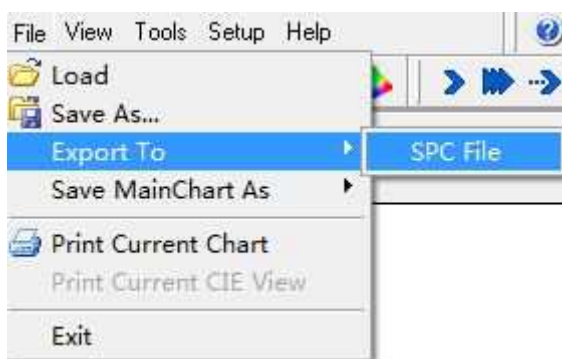 File View Tools Setup Help
Load
Save As...
Export To
SPC File
Save MainChart As
Print Current Chart
Print Current CIE View
Exit